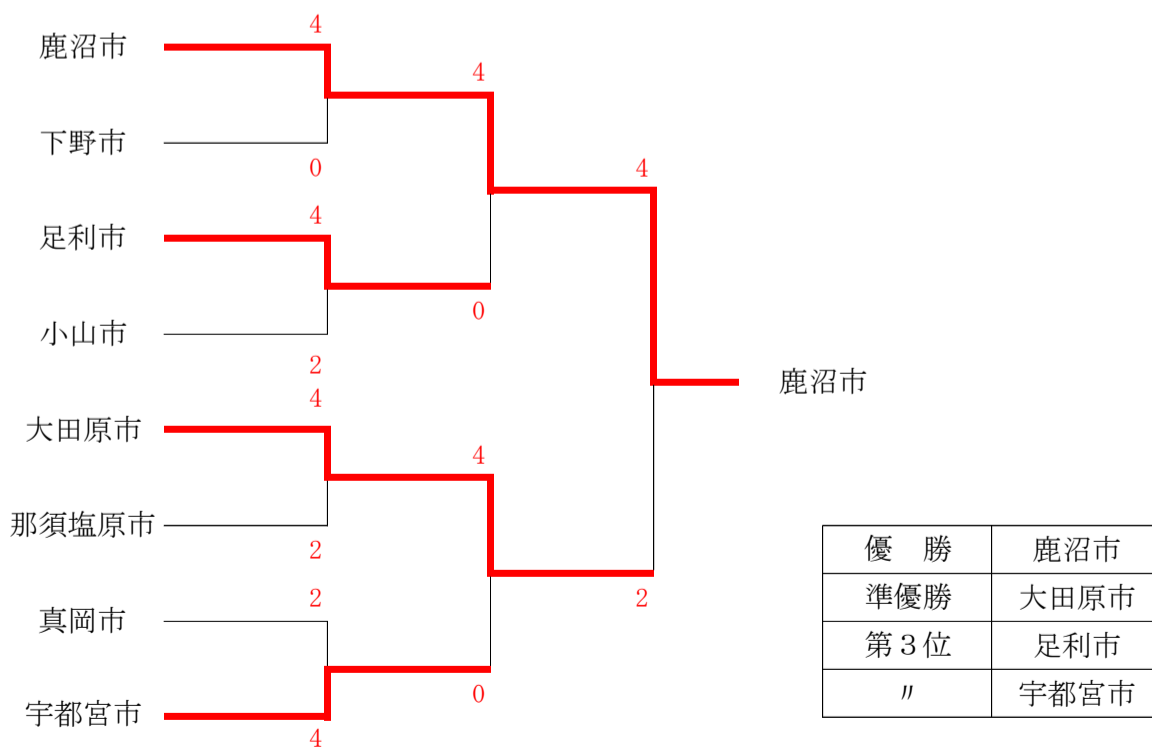 4
鹿沼市
4
下野市
0
4
4
足利市
0
小山市
2
鹿沼市
4
大田原市
4
那須塩原市
2
2
真岡市
2
0
宇都宮市
4
優　勝 鹿沼市
準優勝 大田原市
第３位 足利市
〃 宇都宮市